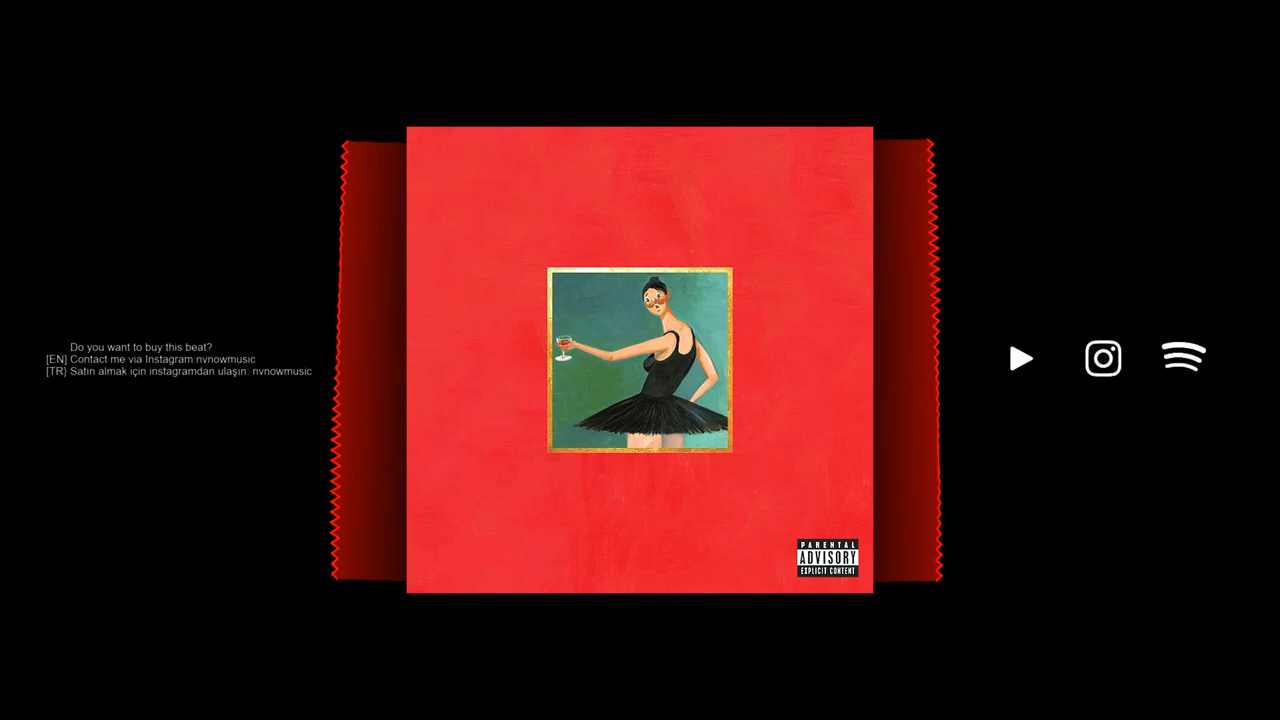 Do you want to buy this beat?
[EN] Contact me via Instagram nvnowmusic
[TR} Satın almak için ınstagramdan ulaşın: nvnowmusic
PARENTAL
ADVISORY
EXPLICIT CONTENT